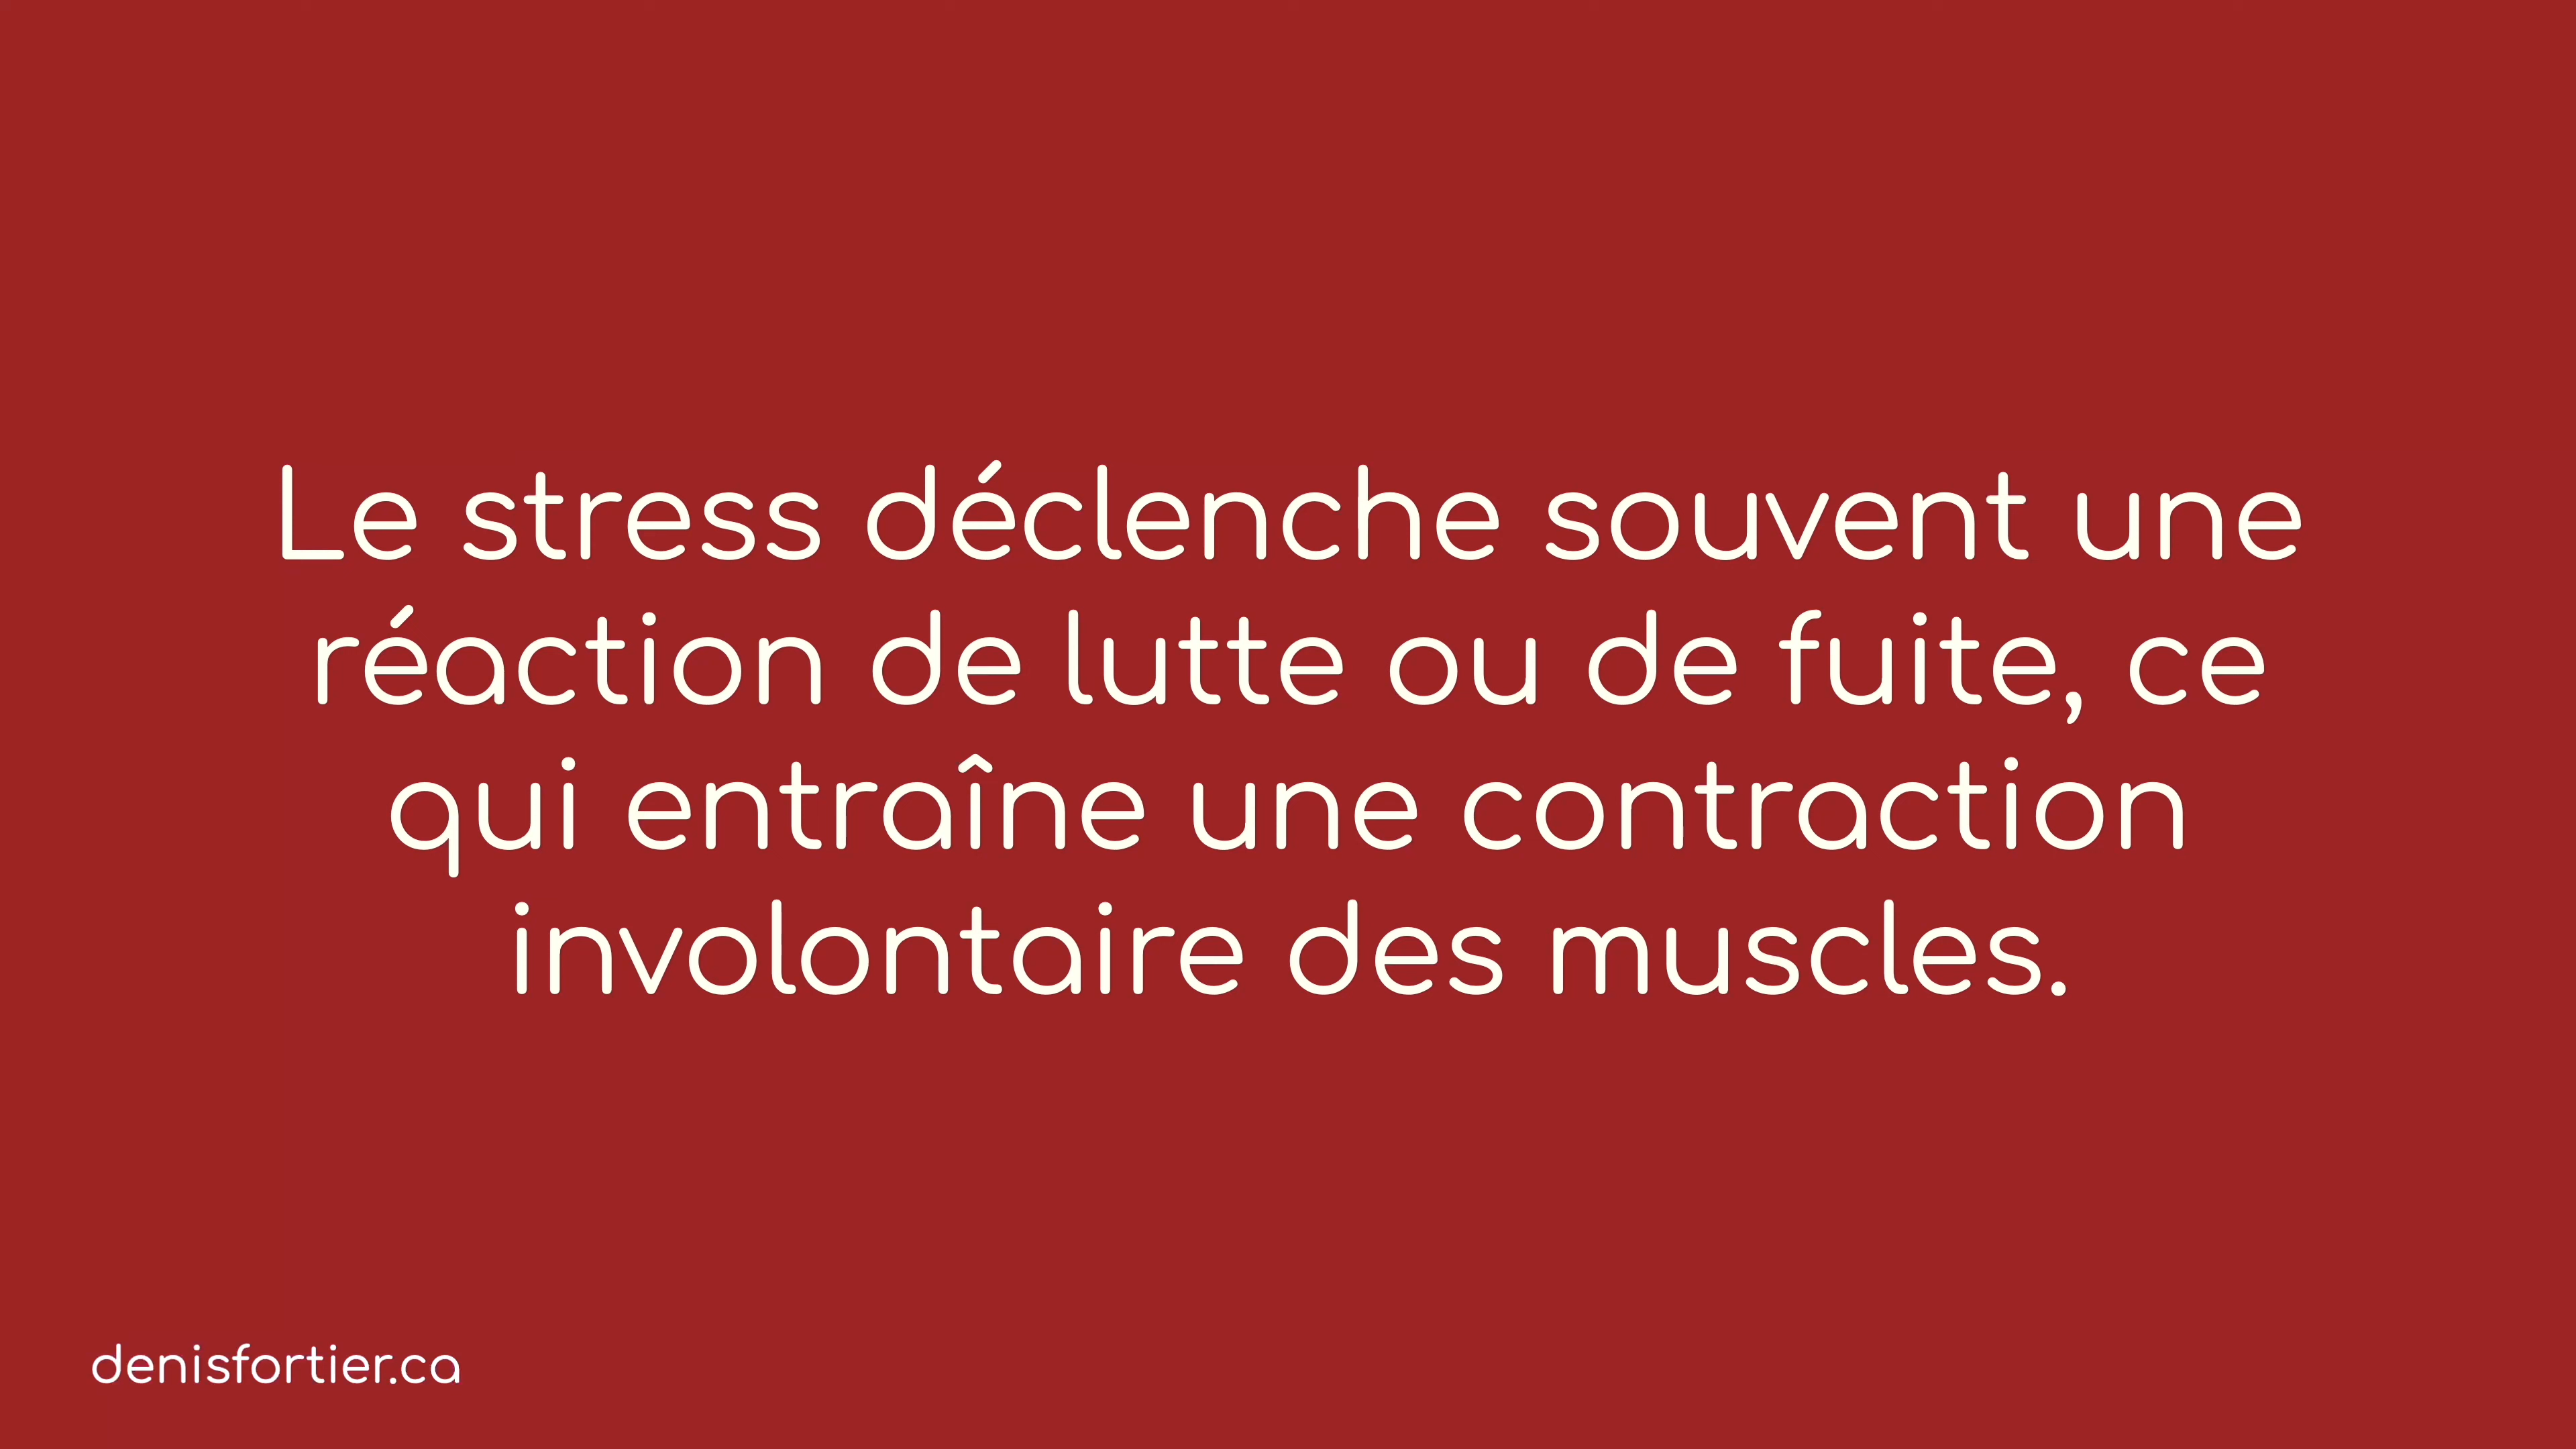 Le stress déclenche souvent une
réaction de lutte ou de fuite, ce
qui entraîne une contraction
involontaire des muscles.
denisfortier.ca